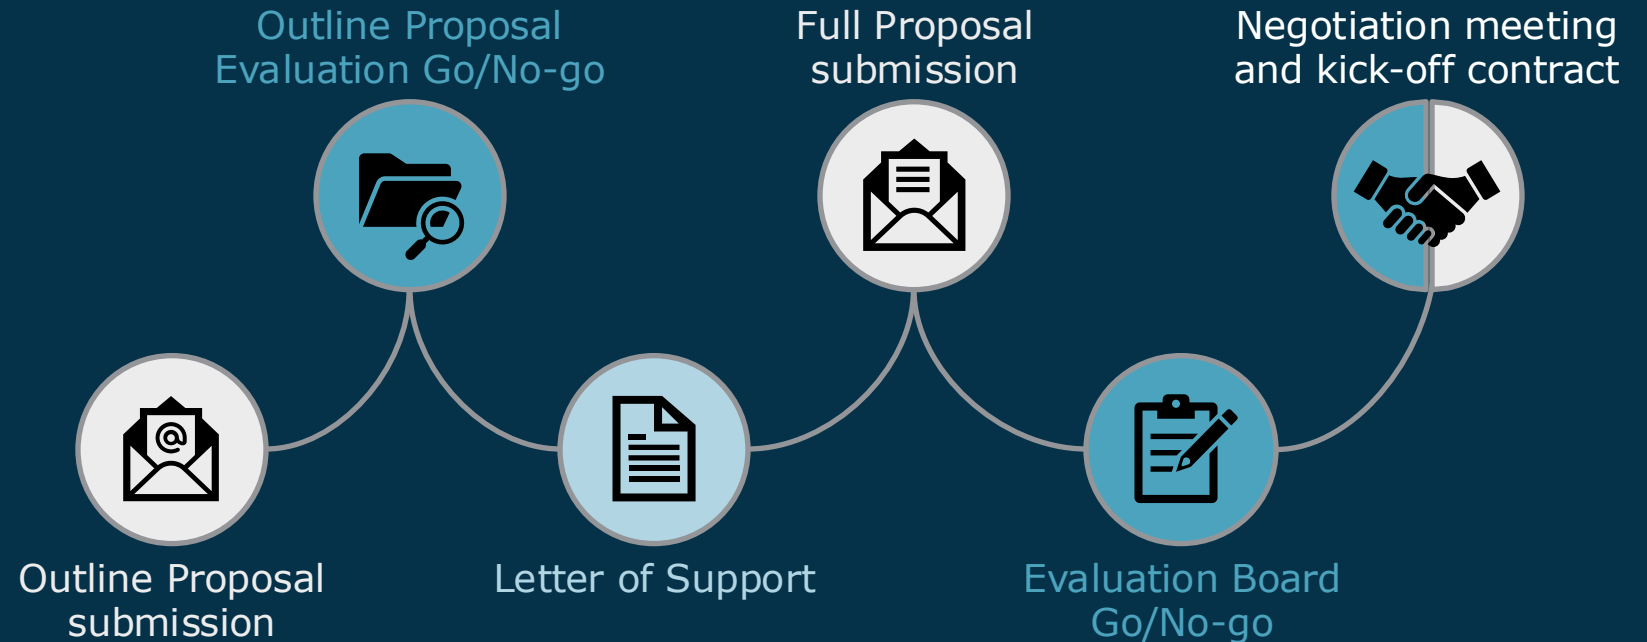 Outline Proposal
Evaluation Go/No-go
Full Proposal
submission
Negotiation meeting
and kick-off contract
@
Outline Proposal
submission
Letter of Support
Evaluation Board
Go/No-go